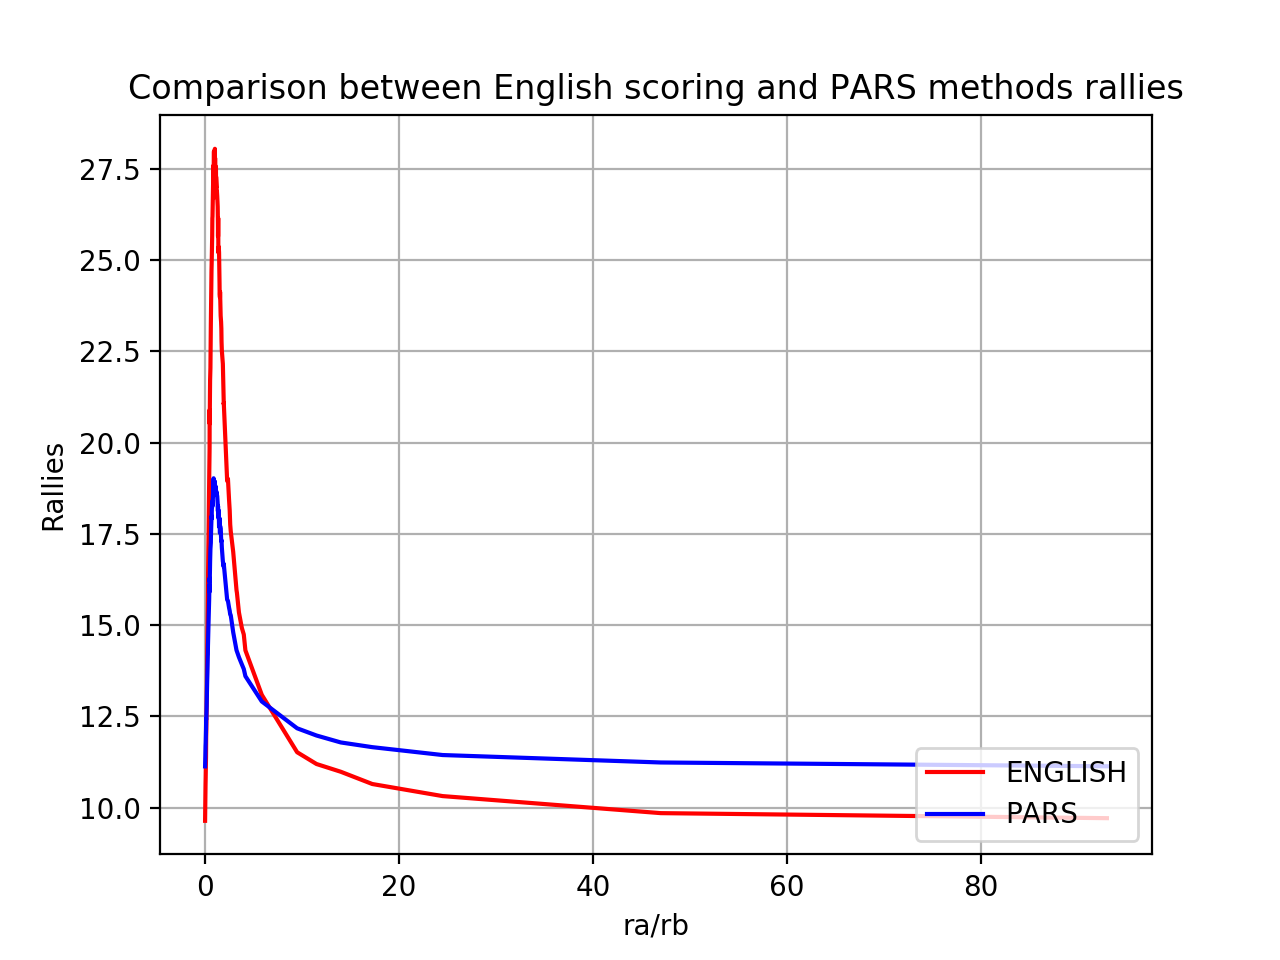 Comparison between English scoring and PARS methods rallies
27.5
25.0
22.5
20.0
17.5
15.0
12.5
10.0
Rallies
0 20 40 60 80
ra/rb
ENGLISH
PARS